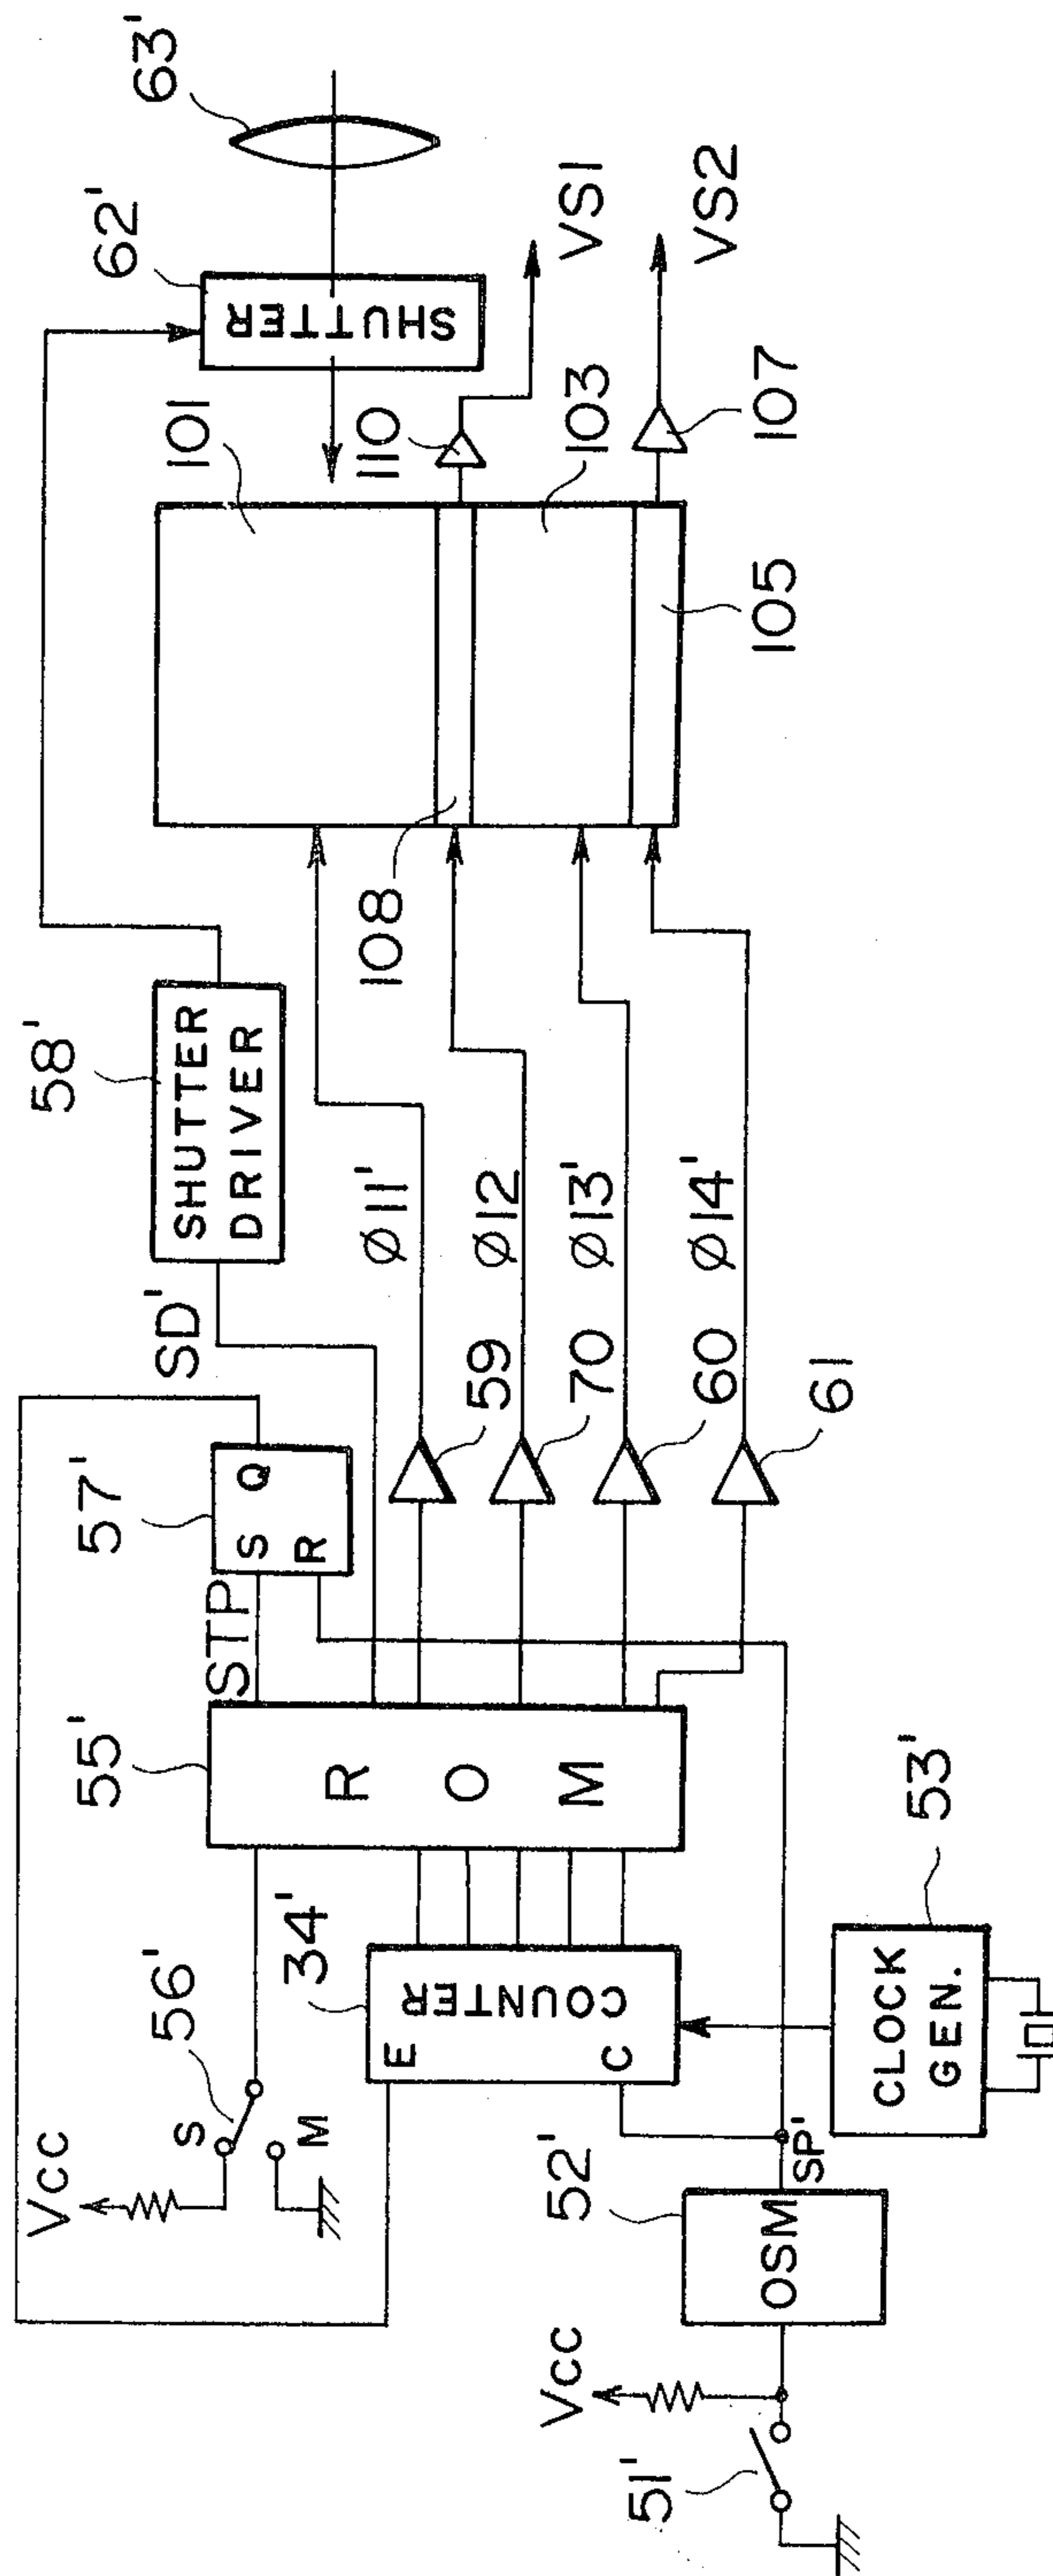 63'
62'
SHUTTER
VS1
VS2
101
110
103
107
105
108
58'
SHUTTER
DRIVER
SD'
ø11'
ø12
ø13'
ø14'
59
70
60
61
57'
S Q
R
STP
55'
ROM
34'
COUNTER
E
C
56'
S
M
Vcc
53'
CLOCK
GEN.
52'
OSM
SP'
Vcc
51'